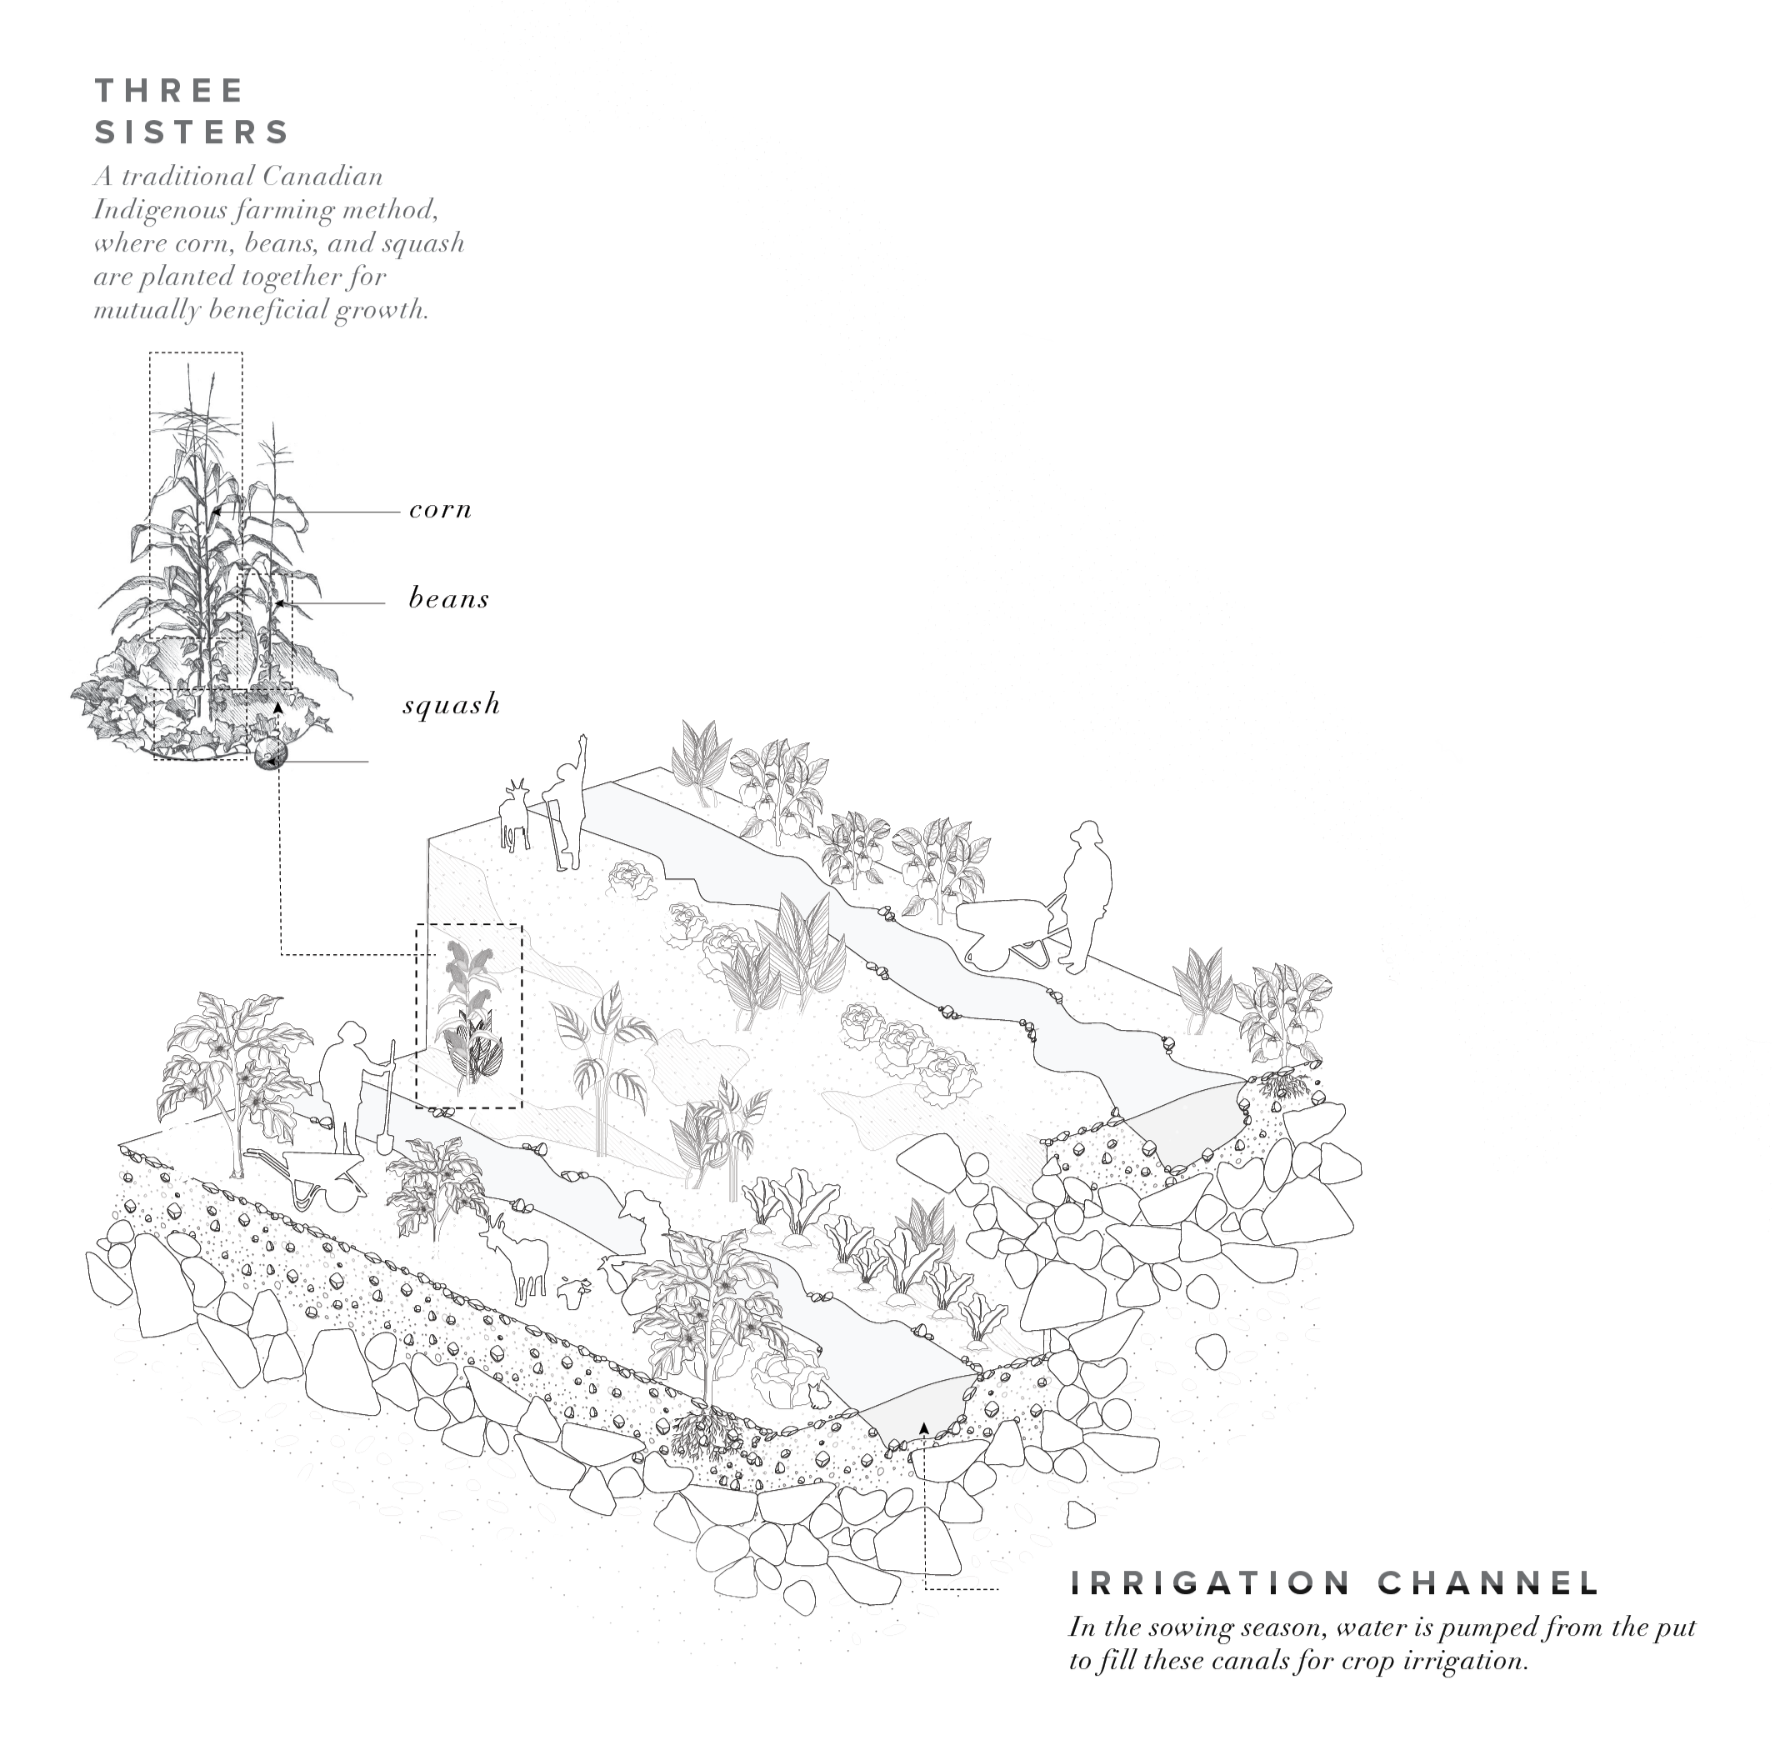 THREE
SISTERS
A traditional Canadian
Indigenous farming method,
where corn, beans, and squash
are planted together for
mutually beneficial growth.
corn
beans
squash
IRRIGATION CHANNEL
In the sowing season, water is pumped from the put
to fill these canals for crop irrigation.